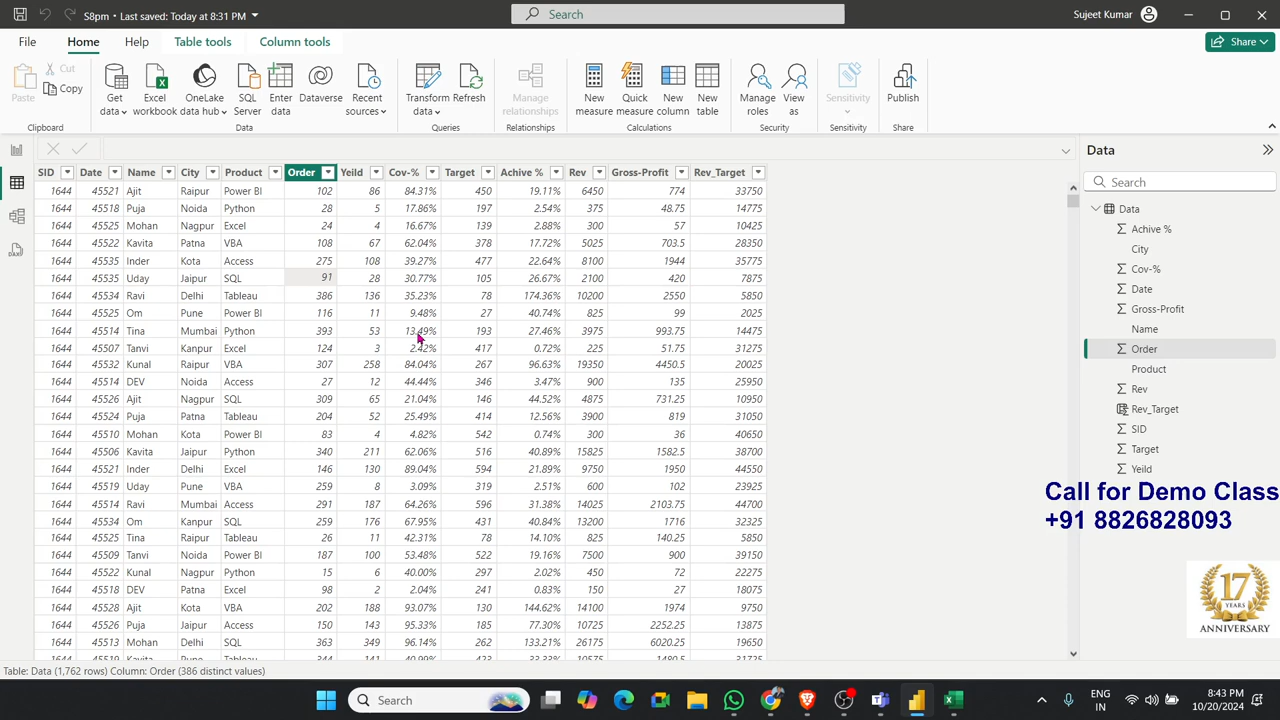 S8pm • Last saved: Today at 8:31 PM
Search
Sujeet Kumar
File Home Help Table tools Column tools
Share
Paste Cut Copy
Get data Excel workbook OneLake data hub SQL Server Enter data Dataverse Recent sources
Transform data Refresh
Manage relationships
New measure Quick measure New column New table
Manage roles View as
Sensitivity
Publish
Clipboard Data Queries Relationships Calculations Security Sensitivity Share
SID Date Name City Product Order Yeild Cov-% Target Achive % Rev Gross-Profit Rev_Target
1644 45521 Ajit Raipur Power BI 102 86 84.31% 450 19.11% 6450 774 33750
1644 45518 Puja Noida Python 28 5 17.86% 197 2.54% 375 48.75 14775
1644 45525 Mohan Nagpur Excel 24 4 16.67% 139 2.88% 300 57 10425
1644 45522 Kavita Patna VBA 108 67 62.04% 378 17.72% 5025 703.5 28350
1644 45535 Inder Kota Access 275 108 39.27% 477 22.64% 8100 1944 35775
1644 45535 Uday Jaipur SQL 91 28 30.77% 105 26.67% 2100 420 7875
1644 45534 Ravi Delhi Tableau 386 136 35.23% 78 174.36% 10200 2550 5850
1644 45525 Om Pune Power BI 116 11 9.48% 27 40.74% 825 99 2025
1644 45514 Tina Mumbai Python 393 53 13.49% 193 27.46% 3975 993.75 14475
1644 45507 Tanvi Kanpur Excel 124 3 2.42% 417 0.72% 225 51.75 31275
1644 45532 Kunal Raipur VBA 307 258 84.04% 267 96.63% 19350 4450.5 20025
1644 45514 DEV Noida Access 27 12 44.44% 346 3.47% 900 135 25950
1644 45526 Ajit Nagpur SQL 309 65 21.04% 146 44.52% 4875 731.25 10950
1644 45524 Puja Patna Tableau 204 52 25.49% 414 12.56% 3900 819 31050
1644 45510 Mohan Kota Power BI 83 4 4.82% 542 0.74% 300 36 40650
1644 45506 Kavita Jaipur Python 340 211 62.06% 516 40.89% 15825 1582.5 38700
1644 45521 Inder Delhi Excel 146 130 89.04% 594 21.89% 9750 1950 44550
1644 45519 Uday Pune VBA 259 8 3.09% 319 2.51% 600 102 23925
1644 45514 Ravi Mumbai Access 291 187 64.26% 596 31.38% 14025 2103.75 44700
1644 45534 Om Kanpur SQL 259 176 67.95% 431 40.84% 13200 1716 32325
1644 45525 Tina Raipur Tableau 26 11 42.31% 78 14.10% 825 140.25 5850
1644 45509 Tanvi Noida Power BI 187 100 53.48% 522 19.16% 7500 900 39150
1644 45522 Kunal Nagpur Python 15 6 40.00% 297 2.02% 450 72 22275
1644 45518 DEV Patna Excel 98 2 2.04% 241 0.83% 150 27 18075
1644 45528 Ajit Kota VBA 202 188 93.07% 130 144.62% 14100 1974 9750
1644 45526 Puja Jaipur Access 150 143 95.33% 185 77.30% 10725 2252.25 13875
1644 45513 Mohan Delhi SQL 363 349 96.14% 262 133.21% 26175 6020.25 19650
Data
Search
Data
Achive %
City
Cov-%
Date
Gross-Profit
Name
Order
Product
Rev
Rev_Target
SID
Target
Yeild
Call for Demo Class
+91 8826828093
17
YEARS
ANNIVERSARY
Table: Data (1,762 rows) Column: Order (386 distinct values)
Search
ENG
IN
8:43 PM
10/20/2024